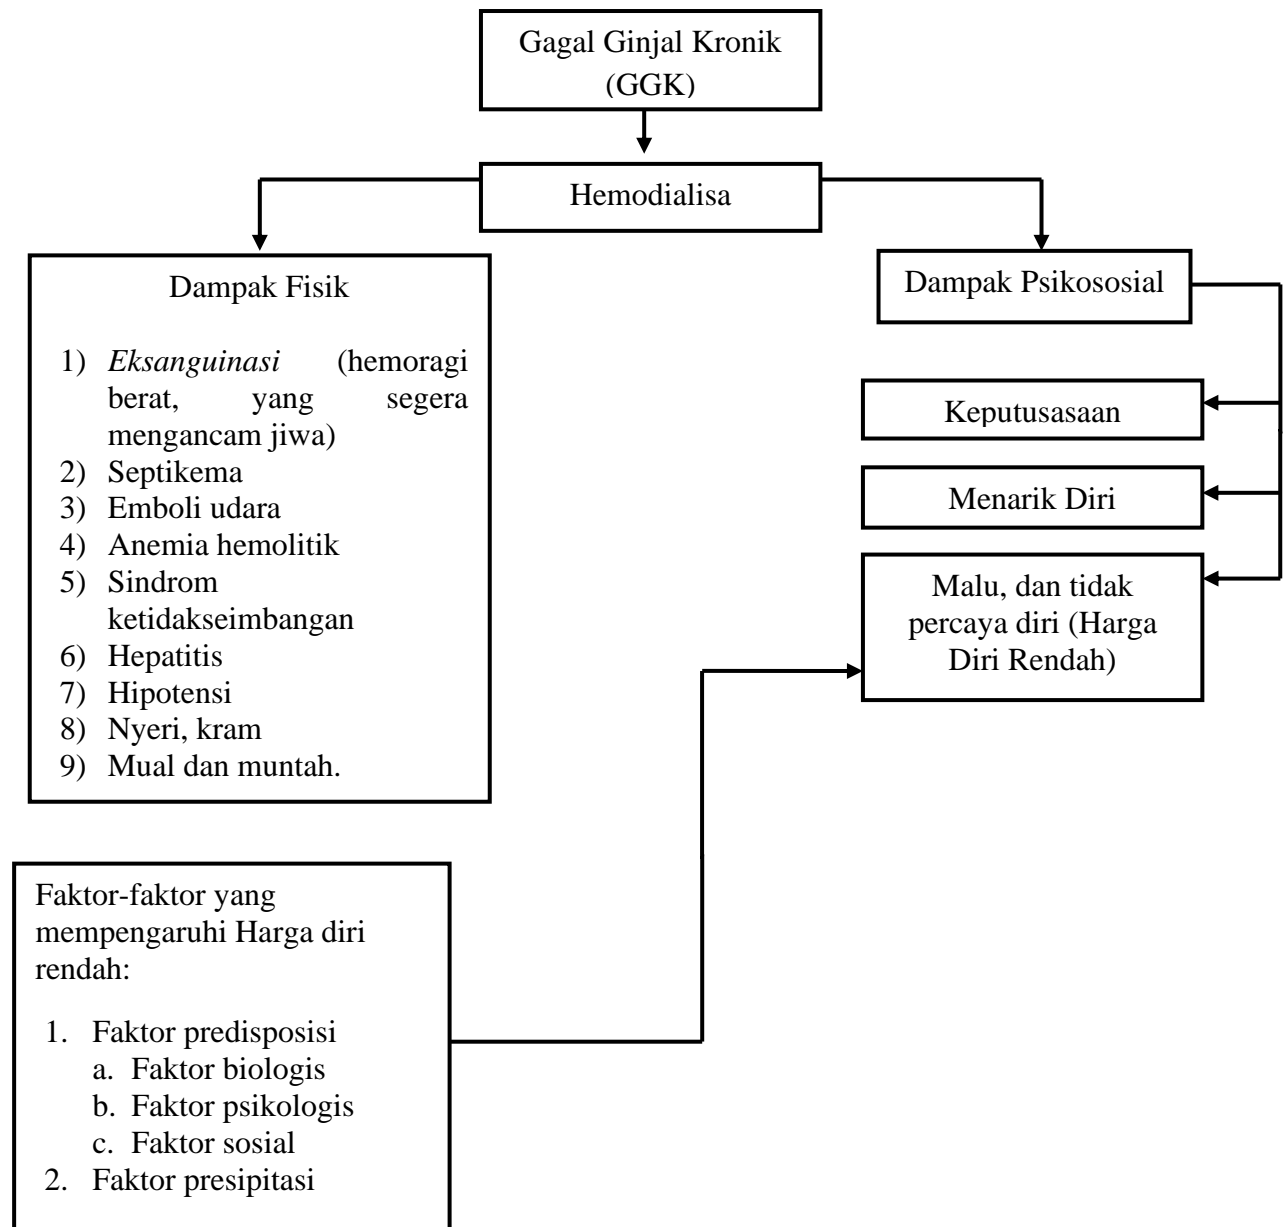 Gagal Ginjal Kronik
(GGK)
Hemodialisa
Dampak Fisik
1) Eksanguinasi (hemoragi
berat, yang segera
mengancam jiwa)
2) Septikema
3) Emboli udara
4) Anemia hemolitik
5) Sindrom
ketidakseimbangan
6) Hepatitis
7) Hipotensi
8) Nyeri, kram
9) Mual dan muntah.
Dampak Psikososial
Keputusasaan
Menarik Diri
Malu, dan tidak
percaya diri (Harga
Diri Rendah)
Faktor-faktor yang
mempengaruhi Harga diri
rendah:
1. Faktor predisposisi
a. Faktor biologis
b. Faktor psikologis
c. Faktor sosial
2. Faktor presipitasi